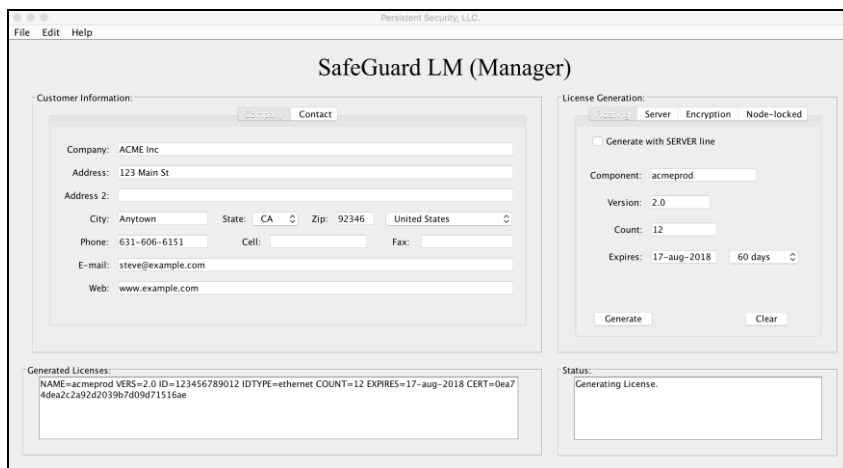 Persistent Security, LLC.
File Edit Help
SafeGuard LM (Manager)
Customer Information:
Company Contact
Company: ACME Inc
Address: 123 Main St
Address 2:
City: Anytown State: CA Zip: 92346 United States
Phone: 631-606-6151 Cell: Fax:
E-mail: steve@example.com
Web: www.example.com
License Generation:
Floating Server Encryption Node-locked
Generate with SERVER line
Component: acmeprod
Version: 2.0
Count: 12
Expires: 17-aug-2018 60 days
Generate Clear
Generated Licenses:
NAME=acmeprod VERS=2.0 ID=123456789012 IDTYPE=ethernet COUNT=12 EXPIRES=17-aug-2018 CERT=0ea7
4dea2c2a92d2039b7d09d71516ae
Status:
Generating License.